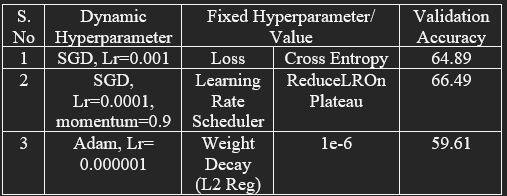 S. No Dynamic Hyperparameter Fixed Hyperparameter/ Value Validation Accuracy
1 SGD, Lr=0.001 Loss Cross Entropy 64.89
2 SGD, Lr=0.0001, momentum=0.9 Learning Rate Scheduler ReduceLROn Plateau 66.49
3 Adam, Lr= 0.000001 Weight Decay (L2 Reg) 1e-6 59.61